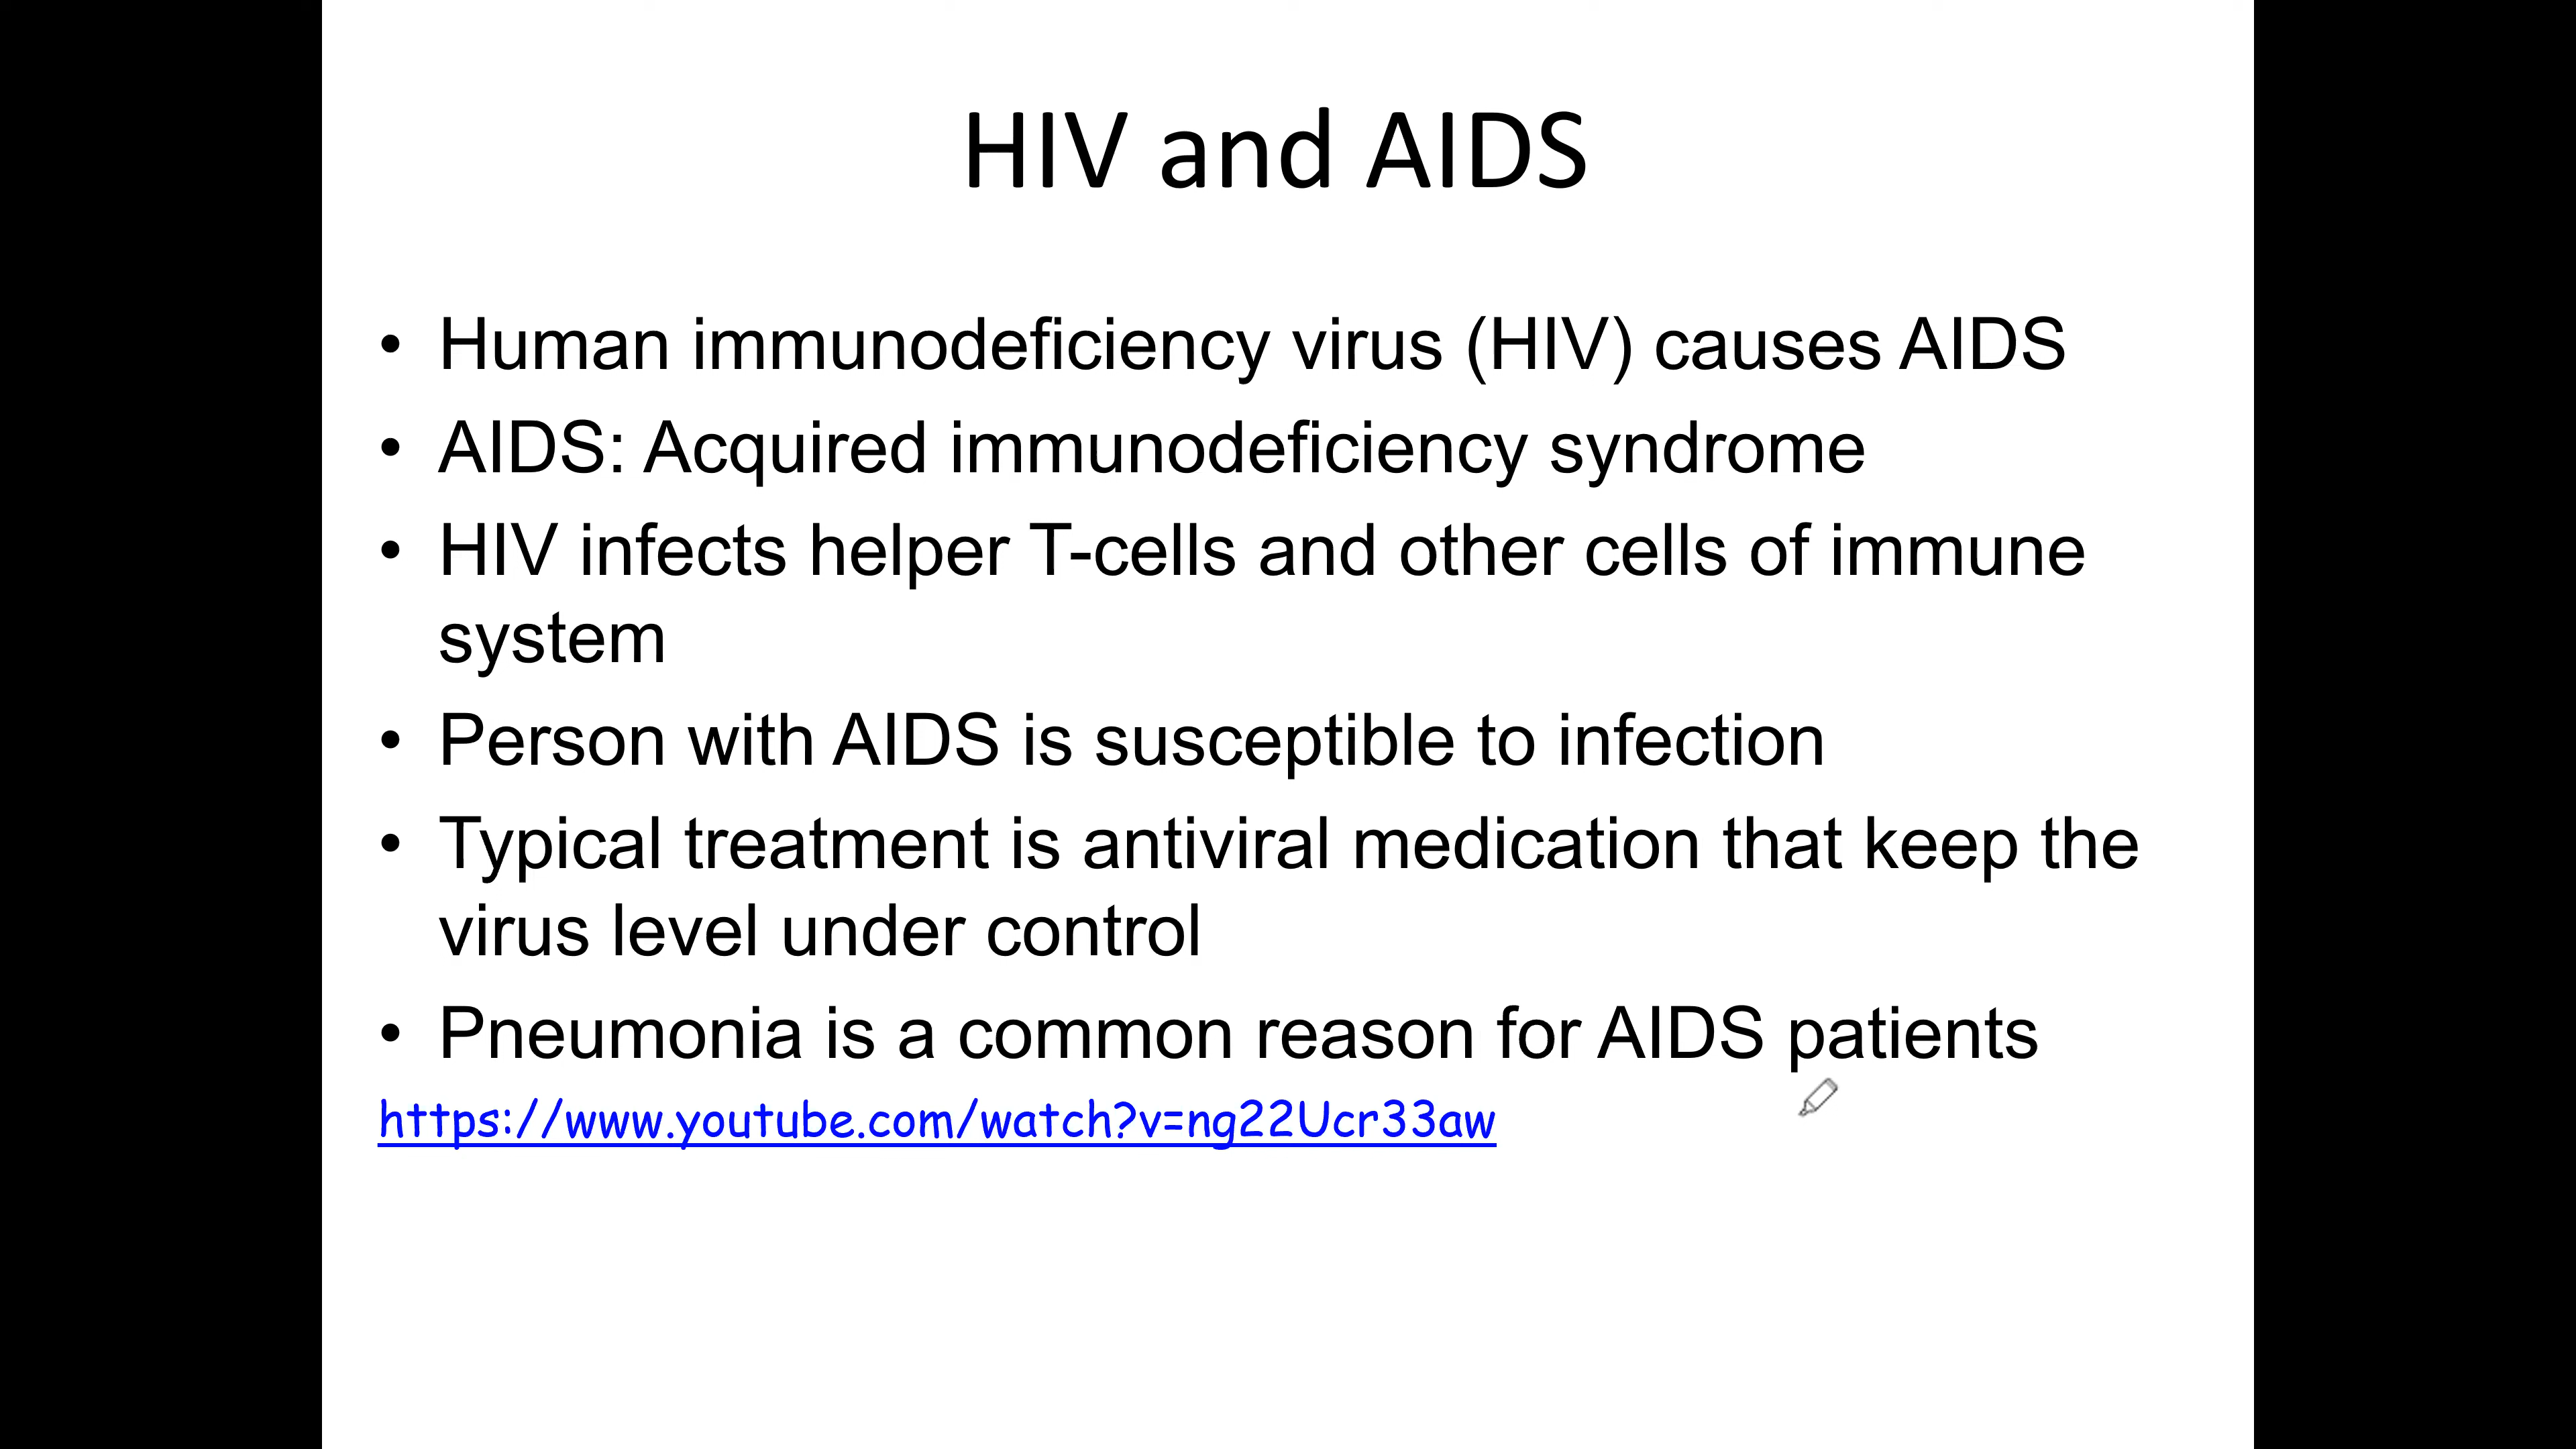 HIV and AIDS
• Human immunodeficiency virus (HIV) causes AIDS
• AIDS: Acquired immunodeficiency syndrome
• HIV infects helper T-cells and other cells of immune
system
• Person with AIDS is susceptible to infection
• Typical treatment is antiviral medication that keep the
virus level under control
• Pneumonia is a common reason for AIDS patients
https://www.youtube.com/watch?v=ng22Ucr33aw